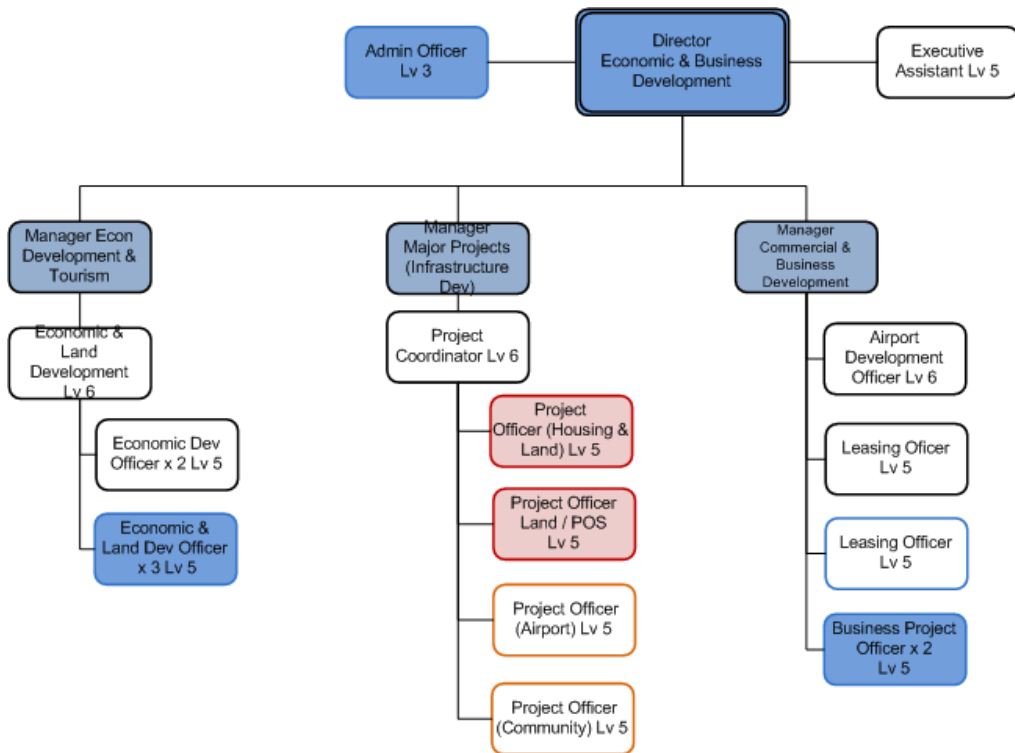 Admin Officer
Lv 3
Director
Economic & Business
Development
Executive
Assistant Lv 5
Manager Econ
Development &
Tourism
Manager
Major Projects
(Infrastructure
Dev)
Manager
Commercial &
Business
Development
Economic &
Land
Development
Lv 6
Project
Coordinator Lv 6
Airport
Development
Officer Lv 6
Economic Dev
Officer x 2 Lv 5
Project
Officer (Housing &
Land) Lv 5
Leasing Oficer
Lv 5
Economic &
Land Dev Officer
x 3 Lv 5
Project Officer
Land / POS
Lv 5
Leasing Officer
Lv 5
Project Officer
(Airport) Lv 5
Business Project
Officer x 2
Lv 5
Project Officer
(Community) Lv 5